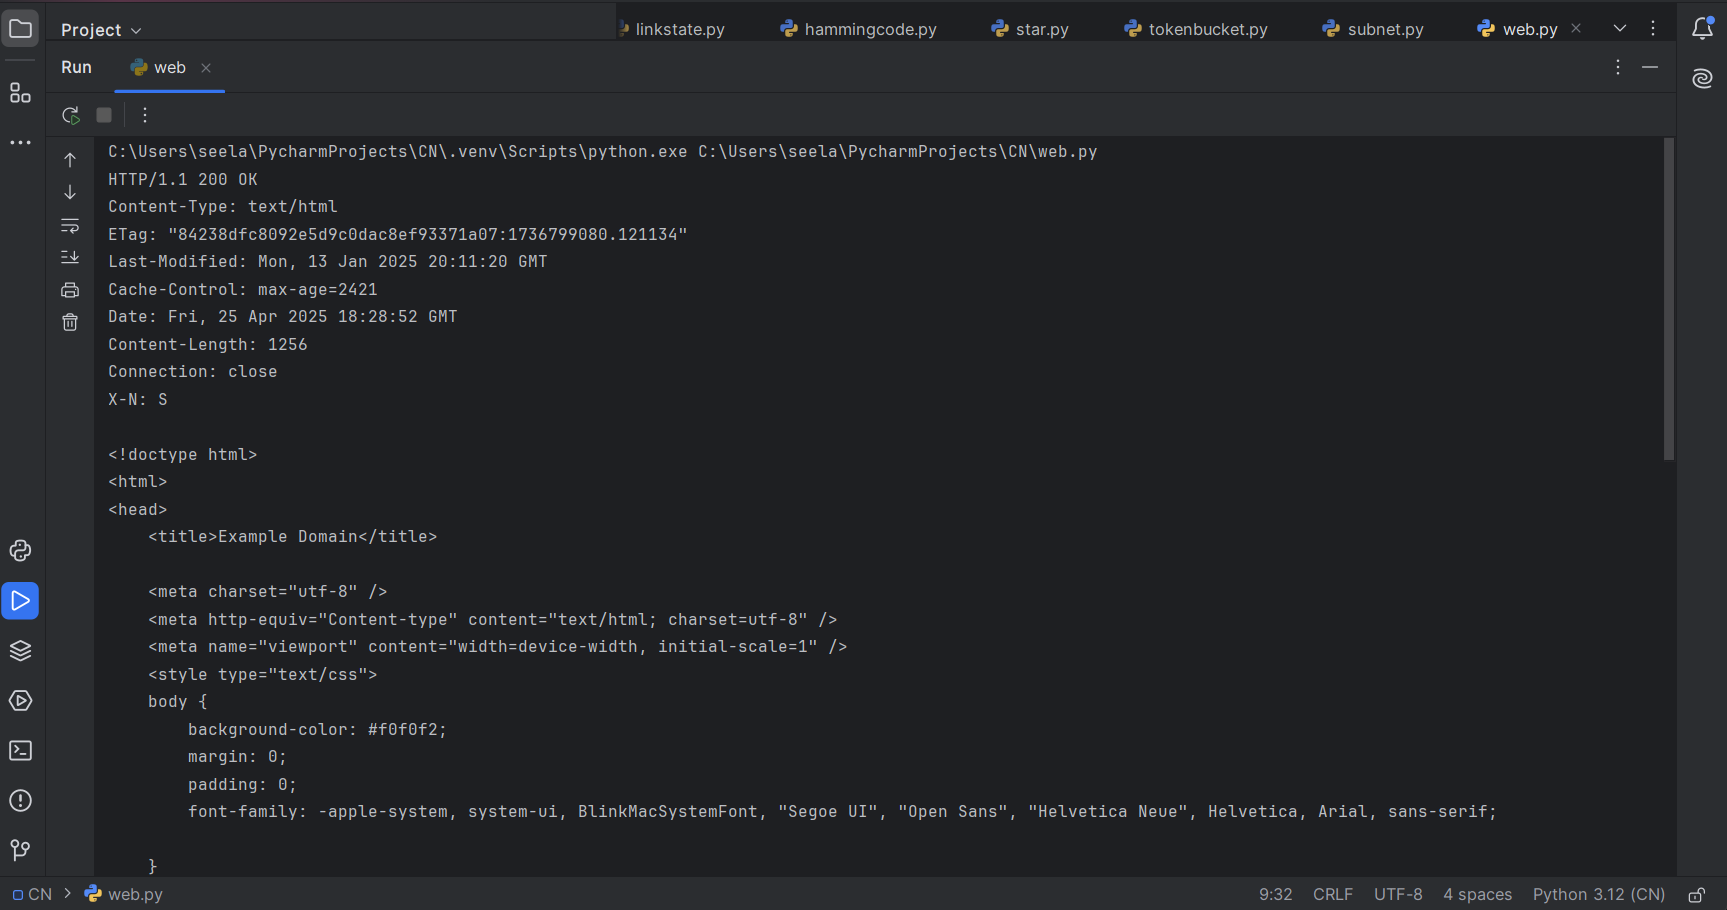 Project
linkstate.py hammingcode.py star.py tokenbucket.py subnet.py web.py
Run web
C:\Users\seela\PycharmProjects\CN\.venv\Scripts\python.exe C:\Users\seela\PycharmProjects\CN\web.py
HTTP/1.1 200 OK
Content-Type: text/html
ETag: "84238dfc8092e5d9c0dac8ef93371a07:1736799080.121134"
Last-Modified: Mon, 13 Jan 2025 20:11:20 GMT
Cache-Control: max-age=2421
Date: Fri, 25 Apr 2025 18:28:52 GMT
Content-Length: 1256
Connection: close
X-N: S
<!doctype html>
<html>
<head>
    <title>Example Domain</title>
    <meta charset="utf-8" />
    <meta http-equiv="Content-type" content="text/html; charset=utf-8" />
    <meta name="viewport" content="width=device-width, initial-scale=1" />
    <style type="text/css">
    body {
        background-color: #f0f0f2;
        margin: 0;
        padding: 0;
        font-family: -apple-system, system-ui, BlinkMacSystemFont, "Segoe UI", "Open Sans", "Helvetica Neue", Helvetica, Arial, sans-serif;
    }
CN > web.py 9:32 CRLF UTF-8 4 spaces Python 3.12 (CN)